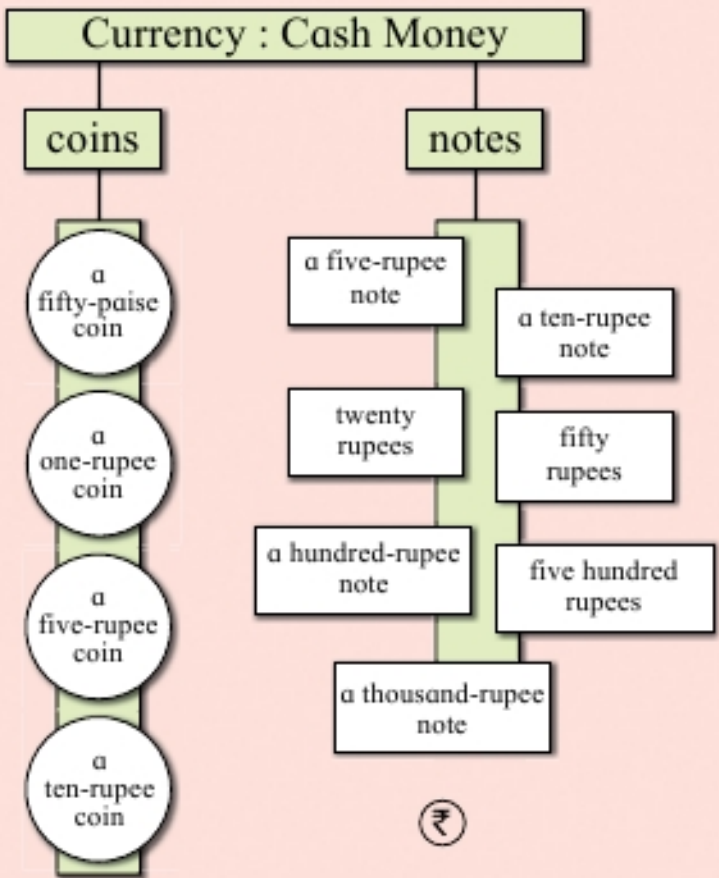 Currency : Cash Money
coins
notes
a
fifty-paise
coin
a
one-rupee
coin
a
five-rupee
coin
a
ten-rupee
coin
a five-rupee
note
a ten-rupee
note
twenty
rupees
fifty
rupees
a hundred-rupee
note
five hundred
rupees
a thousand-rupee
note
₹